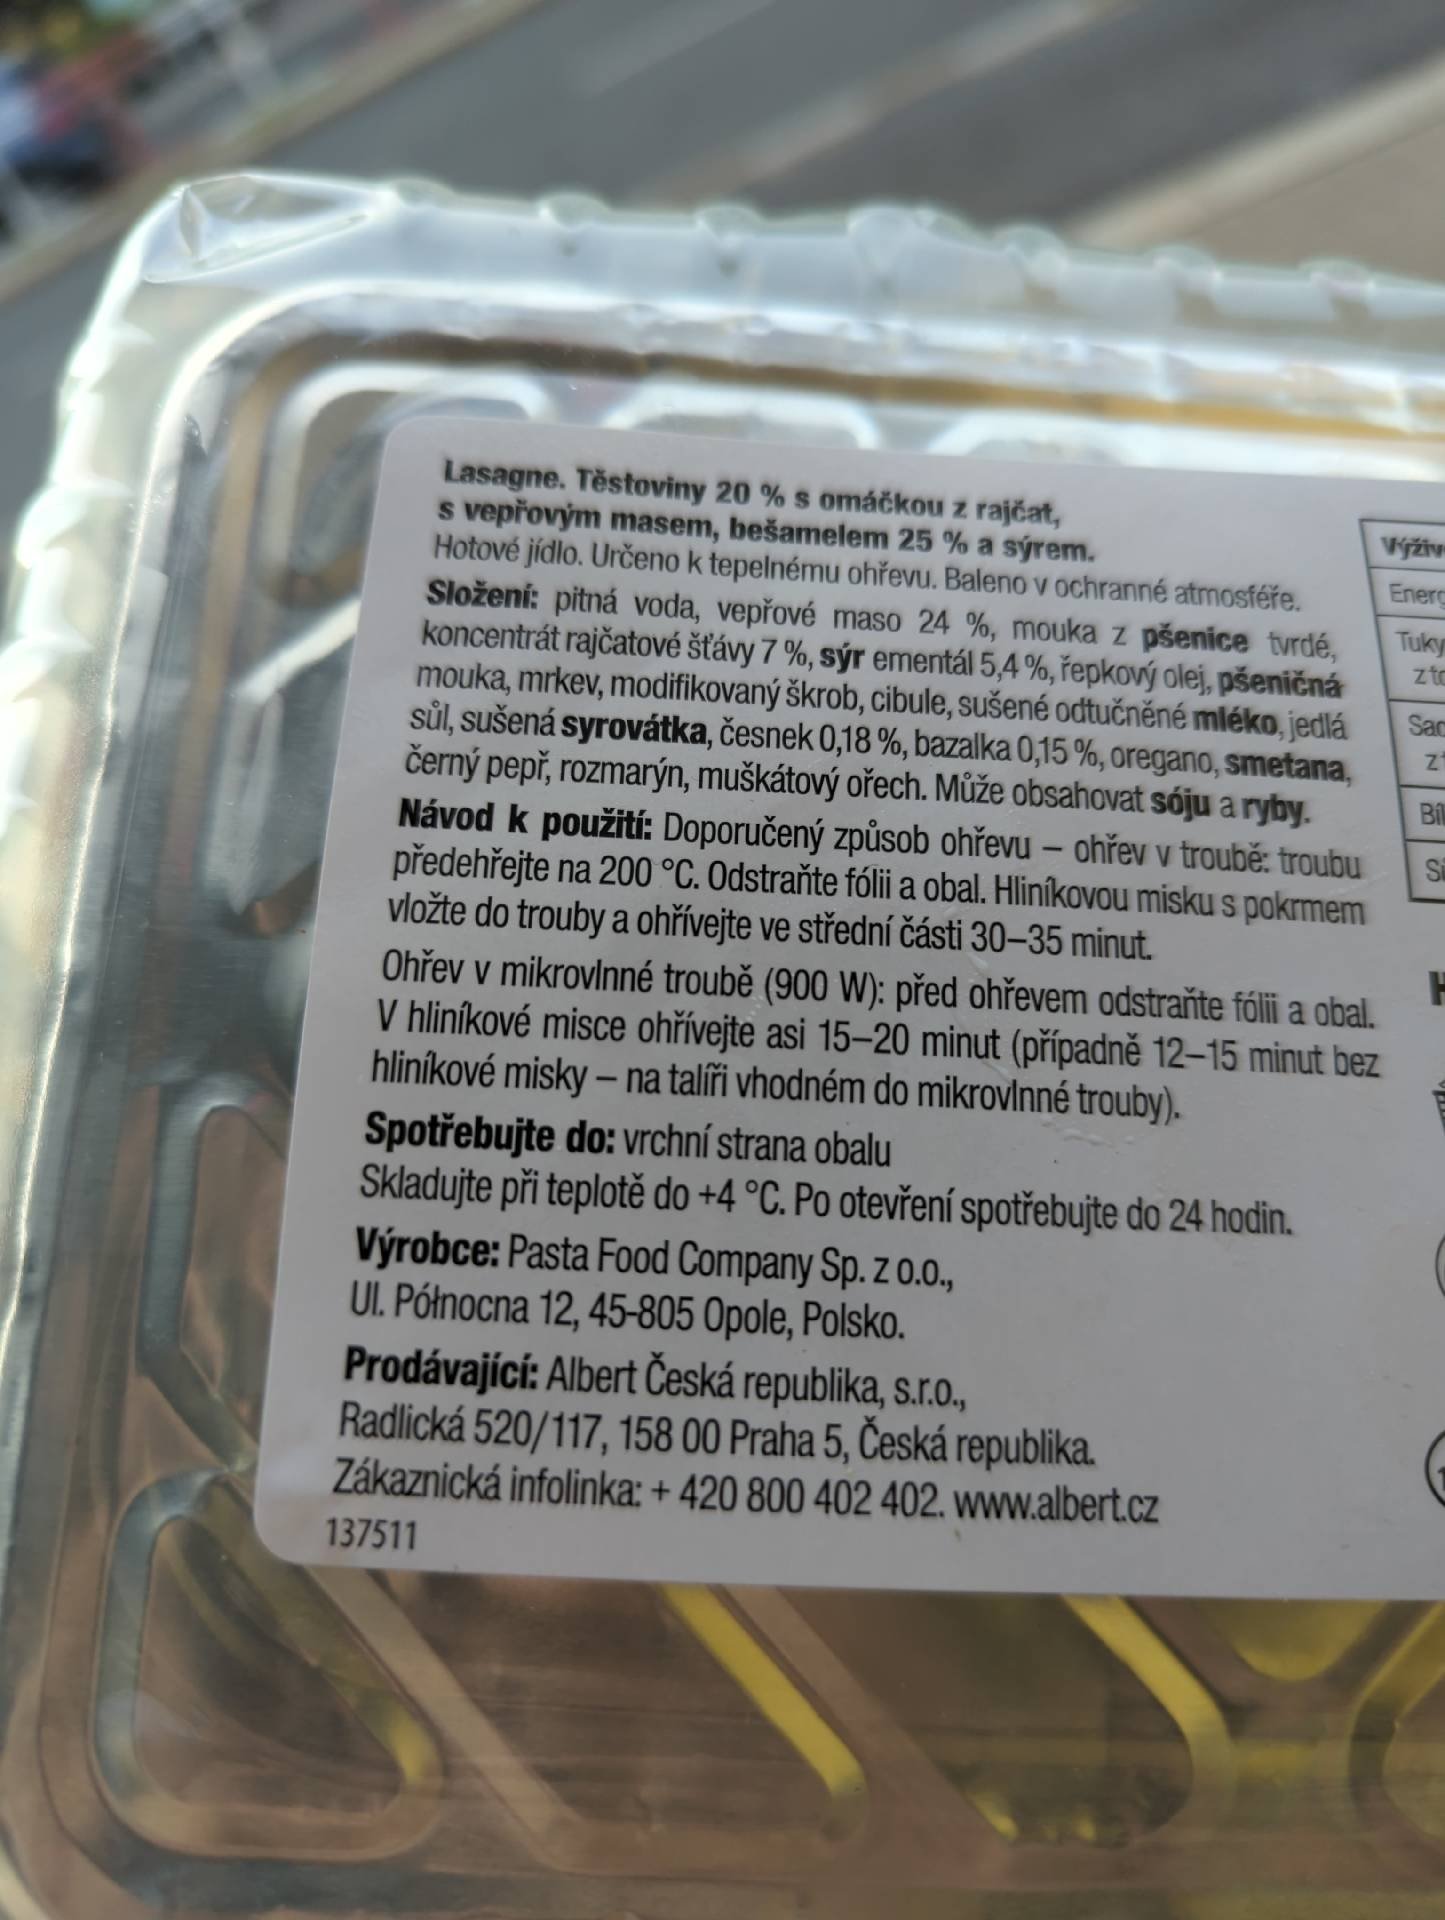 Lasagne. Těstoviny 20 % s omáčkou z rajčat,
s vepřovým masem, bešamelem 25 % a sýrem.
Hotové jídlo. Určeno k tepelnému ohřevu. Baleno v ochranné atmosféře.
Složení: pitná voda, vepřové maso 24 %, mouka z pšenice tvrdé,
koncentrát rajčatové šťávy 7 %, sýr ementál 5,4 %, řepkový olej, pšeničná
mouka, mrkev, modifikovaný škrob, cibule, sušené odtučněné mléko, jedlá
sůl, sušená syrovátka, česnek 0,18 %, bazalka 0,15 %, oregano, smetana,
černý pepř, rozmarýn, muškátový ořech. Může obsahovat sóju a ryby.
Návod k použití: Doporučený způsob ohřevu – ohřev v troubě: troubu
předehřejte na 200 °C. Odstraňte fólii a obal. Hliníkovou misku s pokrmem
vložte do trouby a ohřívejte ve střední části 30–35 minut.
Ohřev v mikrovlnné troubě (900 W): před ohřevem odstraňte fólii a obal.
V hliníkové misce ohřívejte asi 15–20 minut (případně 12–15 minut bez
hliníkové misky – na talíři vhodném do mikrovlnné trouby).
Spotřebujte do: vrchní strana obalu
Skladujte při teplotě do +4 °C. Po otevření spotřebujte do 24 hodin.
Výrobce: Pasta Food Company Sp. z o.o.,
Ul. Północna 12, 45-805 Opole, Polsko.
Prodávající: Albert Česká republika, s.r.o.,
Radlická 520/117, 158 00 Praha 5, Česká republika.
Zákaznická infolinka: + 420 800 402 402. www.albert.cz
137511
Tuky